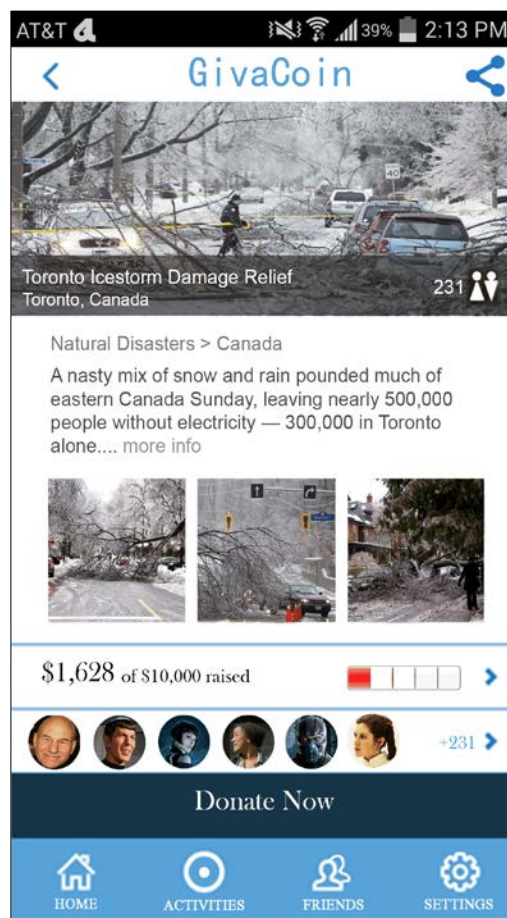 AT&T 39% 2:13 PM
GivaCoin
40
Toronto Icestorm Damage Relief
231
Toronto, Canada
Natural Disasters > Canada
A nasty mix of snow and rain pounded much of
eastern Canada Sunday, leaving nearly 500,000
people without electricity — 300,000 in Toronto
alone.... more info
$1,628 of $10,000 raised
+231
Donate Now
HOME ACTIVITIES FRIENDS SETTINGS